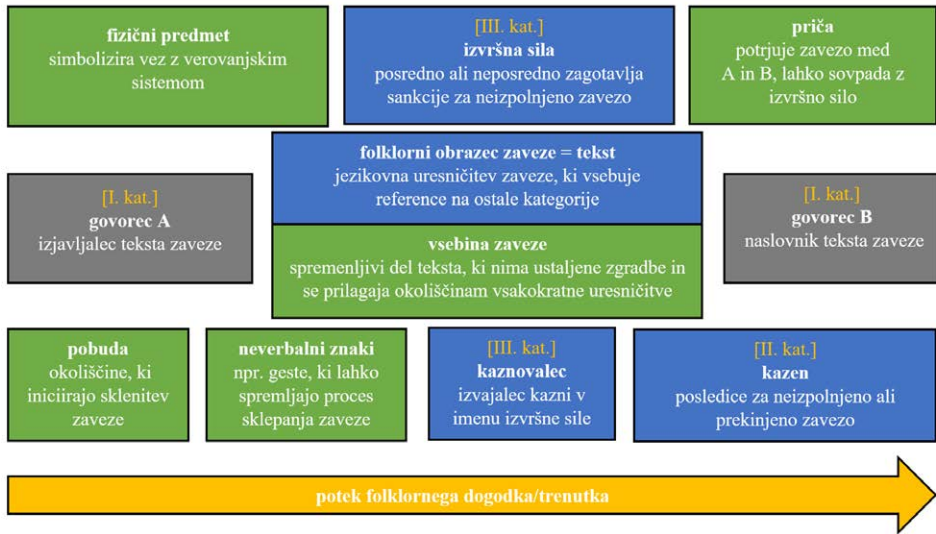 fizični predmet
simbolizira vez z verovanjskim
sistemom
[III. kat.]
izvršna sila
posredno ali neposredno zagotavlja
sankcije za neizpolnjeno zavezo
priča
potrjuje zavezo med
A in B, lahko sovpada z
izvršno silo
folklorni obrazec zaveze = tekst
jezikovna uresničitev zaveze, ki vsebuje
reference na ostale kategorije
[I. kat.]
govorec A
izjavljalec teksta zaveze
vsebina zaveze
spremenljivi del teksta, ki nima ustaljene zgradbe in
se prilagaja okoliščinam vsakokratne uresničitve
[I. kat.]
govorec B
naslovnik teksta zaveze
pobuda
okoliščine, ki
iniciirajo sklenitev
zaveze
neverbalni znaki
npr. geste, ki lahko
spremljajo proces
sklepanja zaveze
[III. kat.]
kaznovalec
izvajalec kazni v
imenu izvršne sile
[II. kat.]
kazen
posledice za neizpolnjeno ali
prekinjeno zavezo
potek folklornega dogodka/trenutka